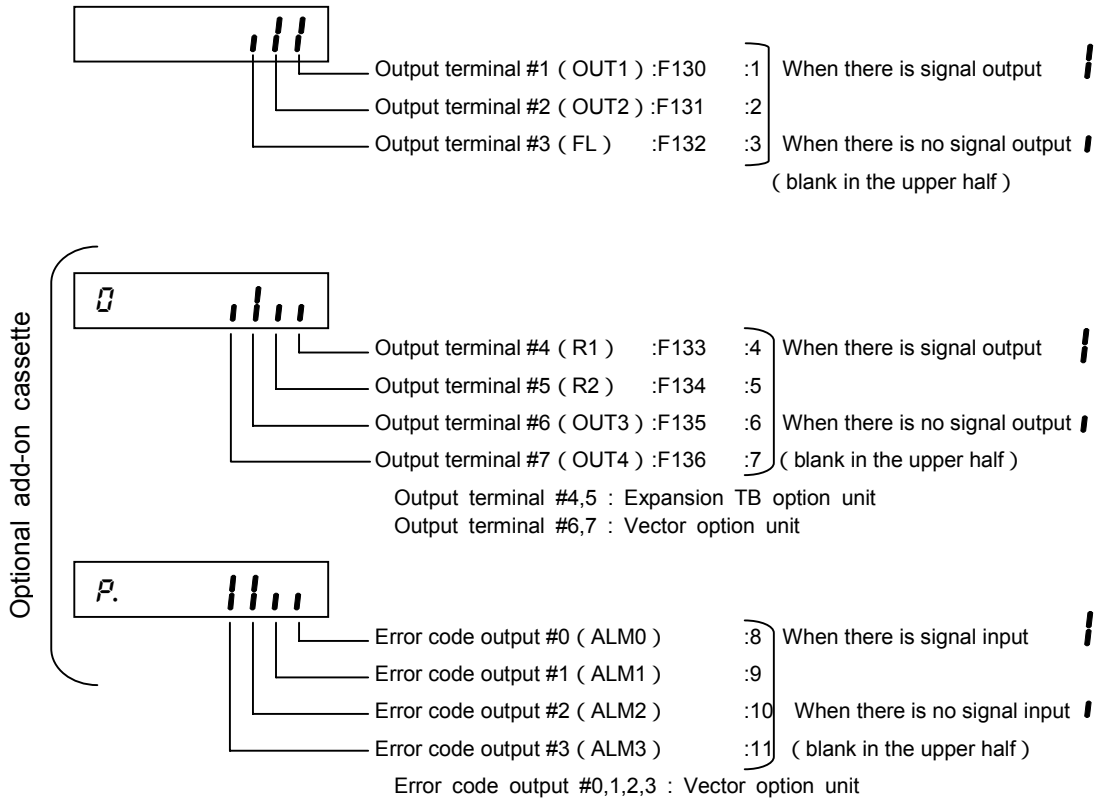 Output terminal #1 ( OUT1 ) :F130 :1 When there is signal output
Output terminal #2 ( OUT2 ) :F131 :2
Output terminal #3 ( FL ) :F132 :3 When there is no signal output
( blank in the upper half )
Optional add-on cassette
O
Output terminal #4 ( R1 ) :F133 :4 When there is signal output
Output terminal #5 ( R2 ) :F134 :5
Output terminal #6 ( OUT3 ) :F135 :6 When there is no signal output
Output terminal #7 ( OUT4 ) :F136 :7 ( blank in the upper half )
Output terminal #4,5 : Expansion TB option unit
Output terminal #6,7 : Vector option unit
P.
Error code output #0 ( ALM0 ) :8 When there is signal input
Error code output #1 ( ALM1 ) :9
Error code output #2 ( ALM2 ) :10 When there is no signal input
Error code output #3 ( ALM3 ) :11 ( blank in the upper half )
Error code output #0,1,2,3 : Vector option unit